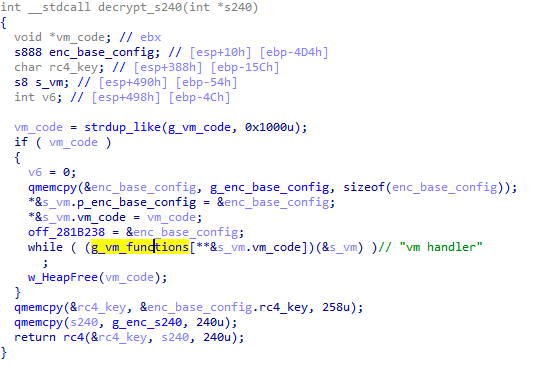 int __stdcall decrypt_s240(int *s240)
{
  void *vm_code; // ebx
  s888 enc_base_config; // [esp+10h] [ebp-4D4h]
  char rc4_key; // [esp+388h] [ebp-15Ch]
  s8 s_vm; // [esp+490h] [ebp-54h]
  int v6; // [esp+498h] [ebp-4Ch]

  vm_code = strdup_like(g_vm_code, 0x1000u);
  if ( vm_code )
  {
    v6 = 0;
    qmemcpy(&enc_base_config, g_enc_base_config, sizeof(enc_base_config));
    *&s_vm.p_enc_base_config = &enc_base_config;
    *&s_vm.vm_code = vm_code;
    off_281B238 = &enc_base_config;
    while ( (g_vm_functions[**&s_vm.vm_code])(&s_vm) )// "vm handler"
      ;
    w_HeapFree(vm_code);
  }
  qmemcpy(&rc4_key, &enc_base_config.rc4_key, 258u);
  qmemcpy(s240, g_enc_s240, 240u);
  return rc4(&rc4_key, s240, 240u);
}